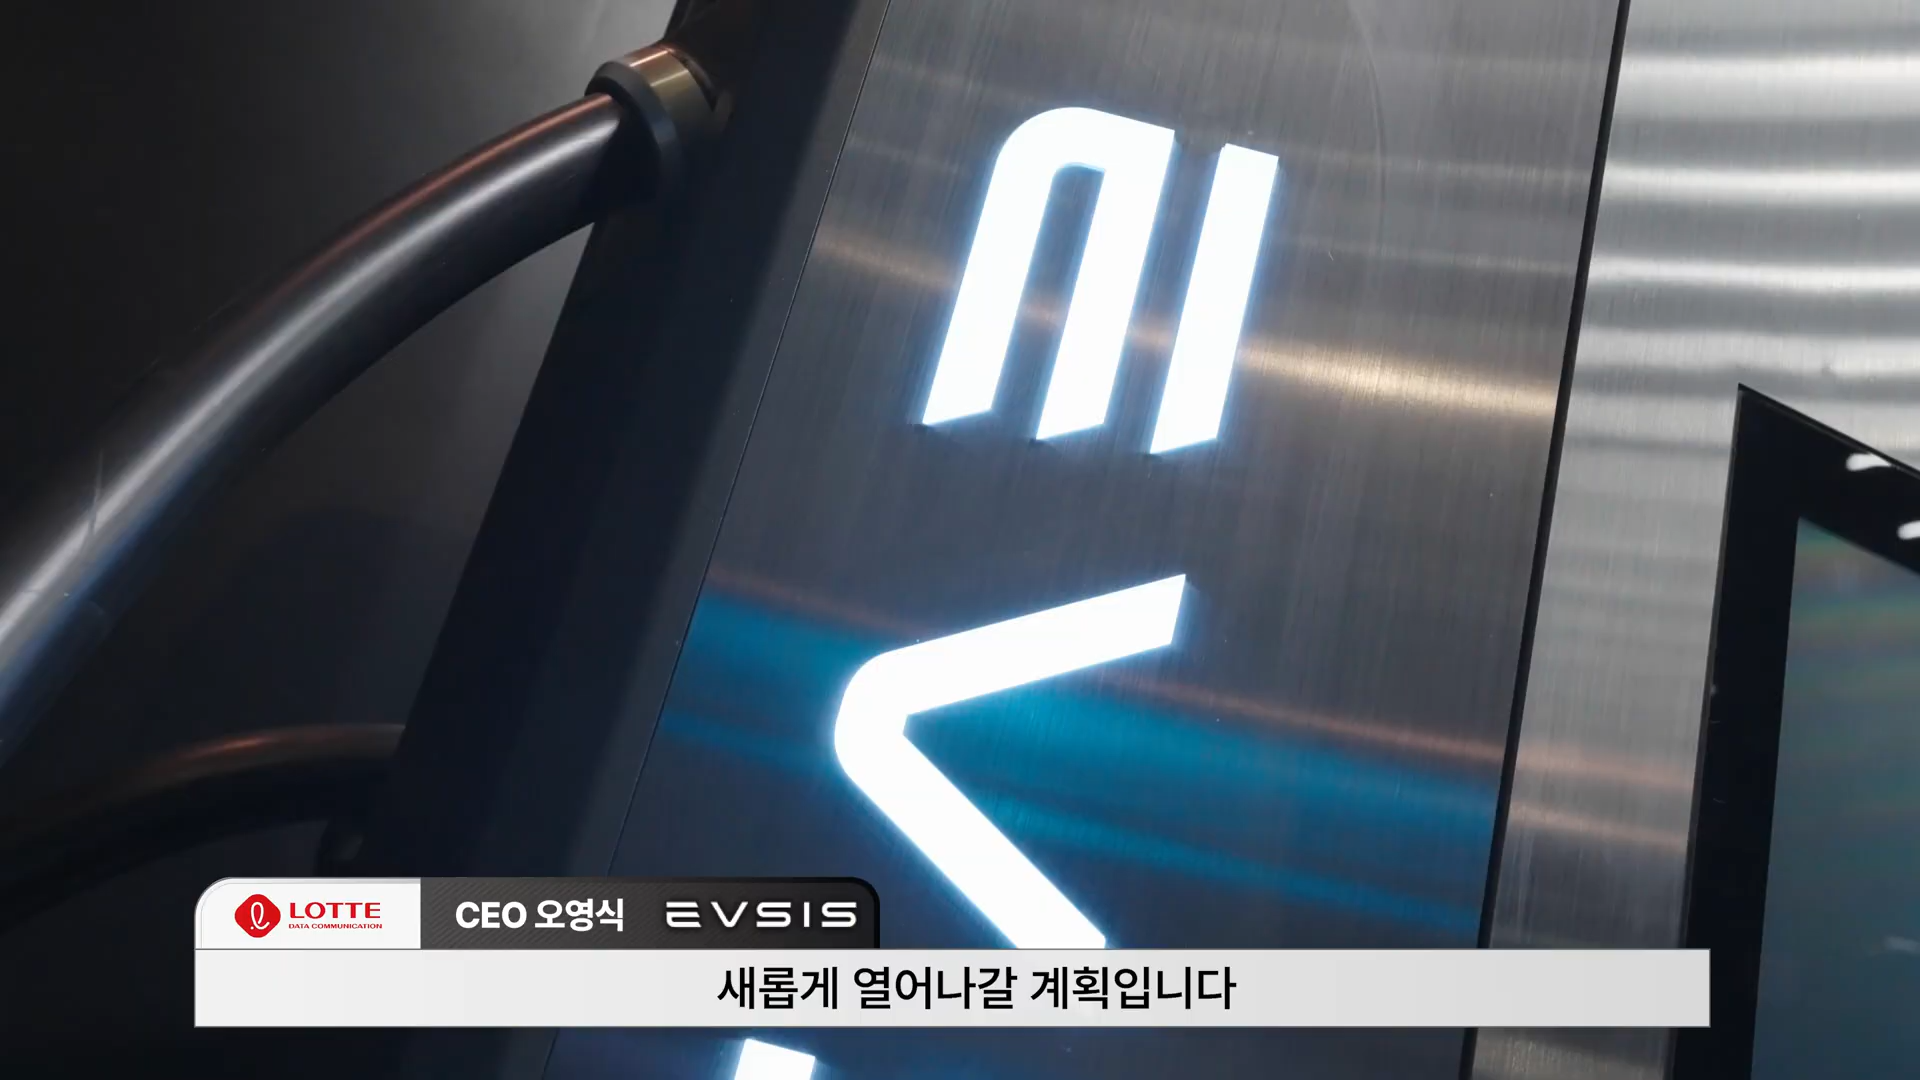 EV
LOTTE
DATA COMMUNICATION
CEO 오영식 EVSIS
새롭게 열어나갈 계획입니다